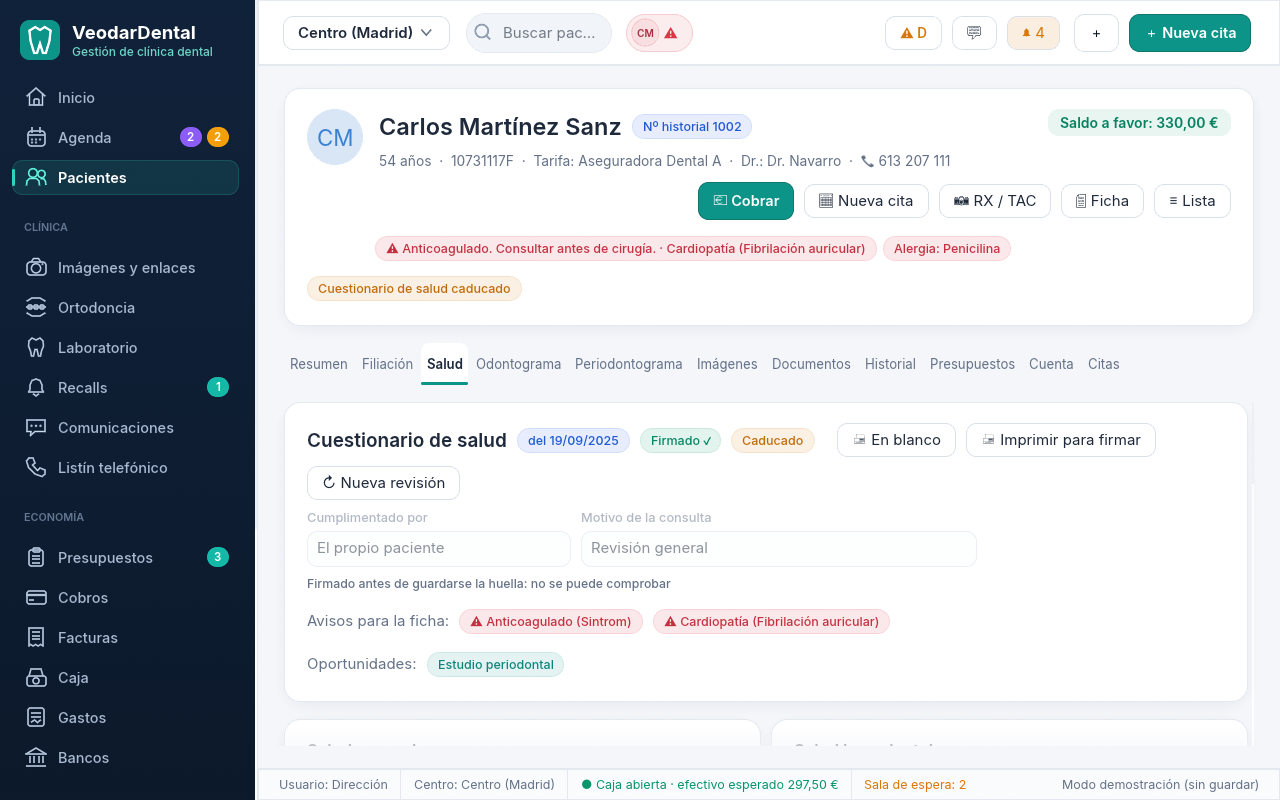 VeodarDental
Gestión de clínica dental
Inicio
Agenda 2 2
Pacientes
CLÍNICA
Imágenes y enlaces
Ortodoncia
Laboratorio
Recalls 1
Comunicaciones
Listín telefónico
ECONOMÍA
Presupuestos 3
Cobros
Facturas
Caja
Gastos
Bancos
Centro (Madrid)
Buscar pac...
CM
D
4
+
+ Nueva cita
CM
Carlos Martínez Sanz
Nº historial 1002
Saldo a favor: 330,00 €
54 años · 10731117F · Tarifa: Aseguradora Dental A · Dr.: Dr. Navarro · 613 207 111
Cobrar
Nueva cita
RX / TAC
Ficha
≡ Lista
Anticoagulado. Consultar antes de cirugía. · Cardiopatía (Fibrilación auricular)
Alergia: Penicilina
Cuestionario de salud caducado
Resumen Filiación Salud Odontograma Periodontograma Imágenes Documentos Historial Presupuestos Cuenta Citas
Cuestionario de salud
del 19/09/2025
Firmado ✓
Caducado
En blanco
Imprimir para firmar
↻ Nueva revisión
Cumplimentado por
Motivo de la consulta
El propio paciente
Revisión general
Firmado antes de guardarse la huella: no se puede comprobar
Avisos para la ficha:
Anticoagulado (Sintrom)
Cardiopatía (Fibrilación auricular)
Oportunidades:
Estudio periodontal
Usuario: Dirección
Centro: Centro (Madrid)
● Caja abierta · efectivo esperado 297,50 €
Sala de espera: 2
Modo demostración (sin guardar)